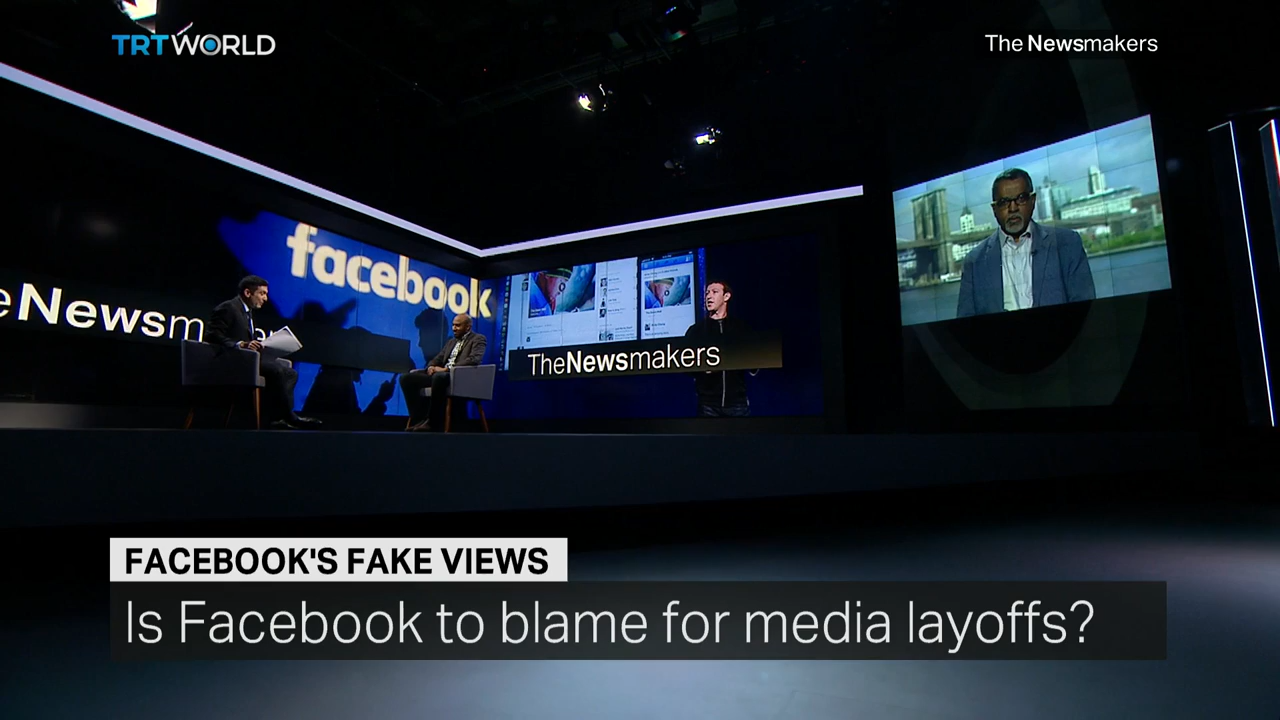 TRT WORLD
The Newsmakers
facebook
eNewsm
TheNewsmakers
FACEBOOK'S FAKE VIEWS
Is Facebook to blame for media layoffs?